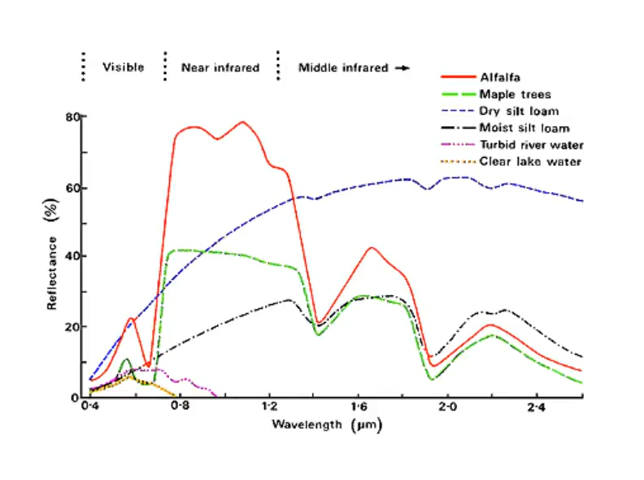 Visible Near infrared Middle infrared →
Alfalfa
Maple trees
Dry silt loam
Moist silt loam
Turbid river water
Clear lake water
80
60
40
20
0
Reflectance (%)
0·4 0·8 1·2 1·6 2·0 2·4
Wavelength (µm)